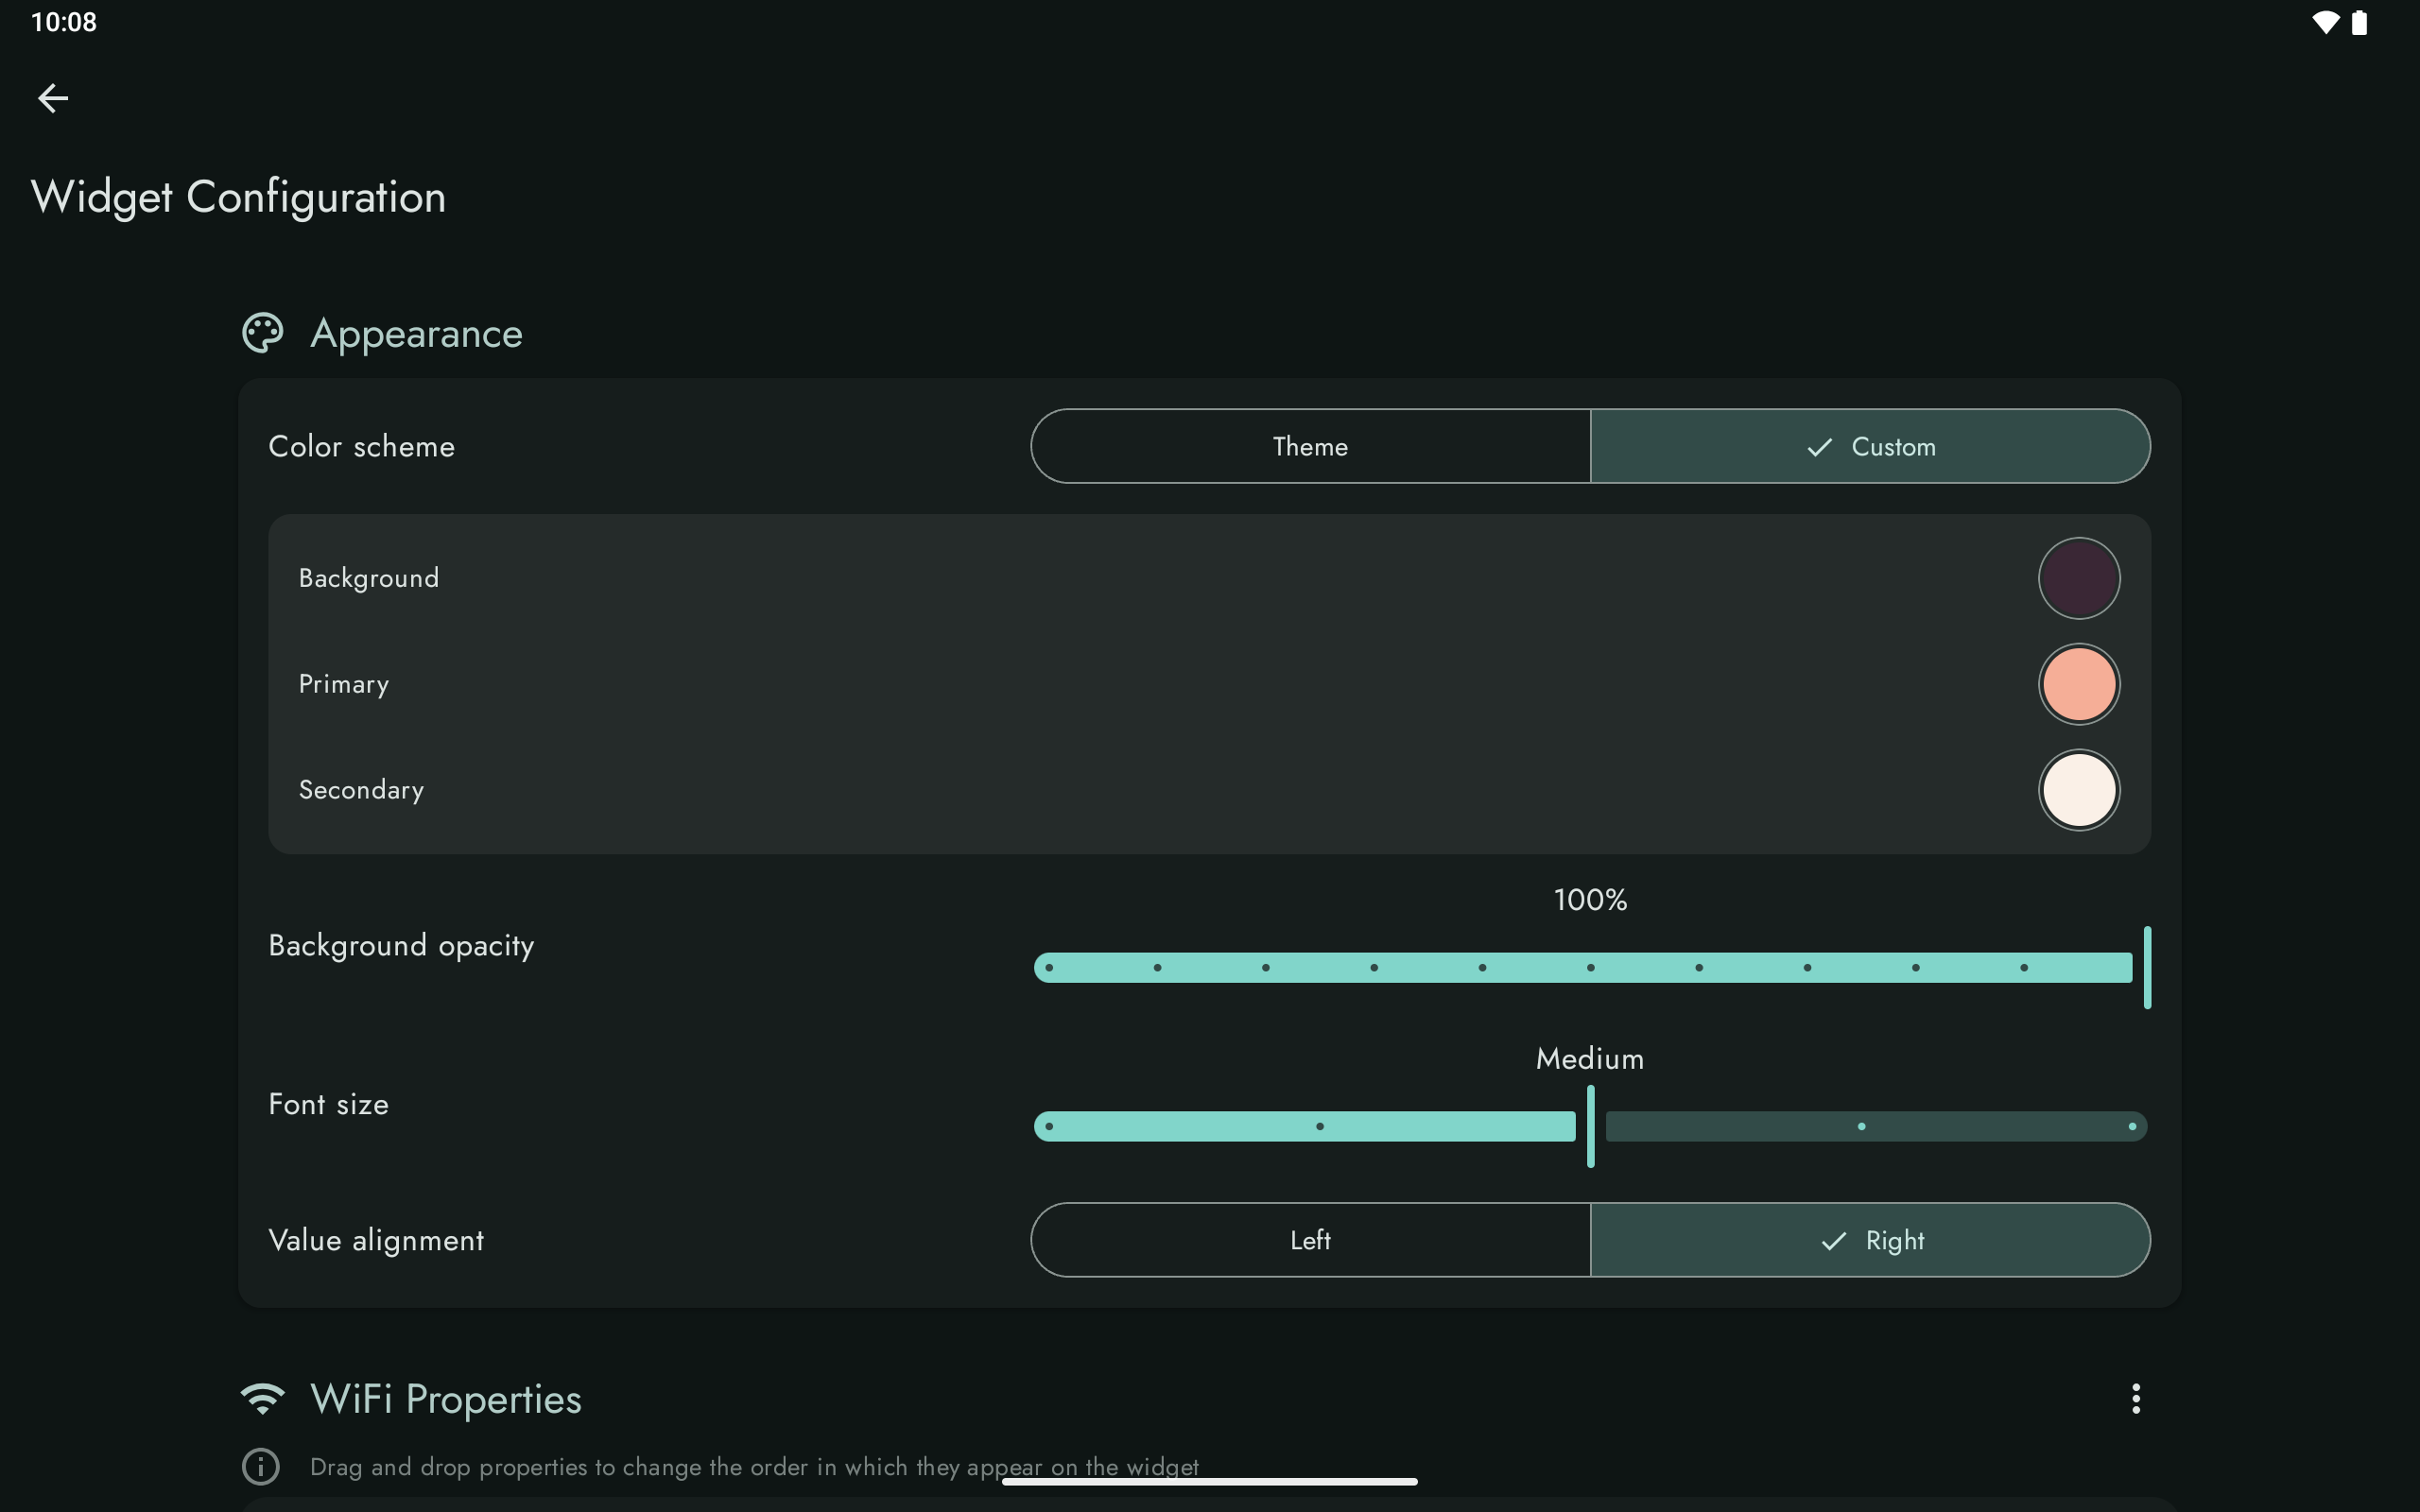 10:08
Widget Configuration
Appearance
Color scheme
Theme
Custom
Background
Primary
Secondary
100%
Background opacity
Medium
Font size
Value alignment
Left
Right
WiFi Properties
Drag and drop properties to change the order in which they appear on the widget